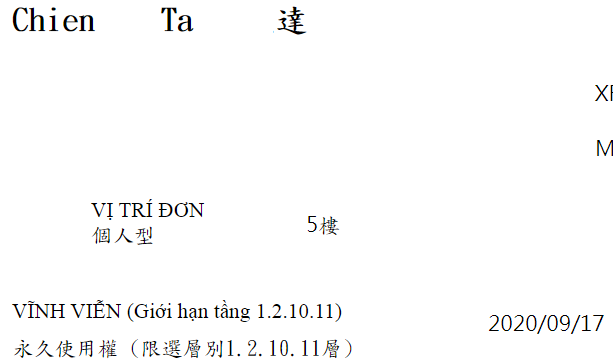 Chien Ta 達
XF
M
VỊ TRÍ ĐƠN
個人型
5樓
VĨNH VIỄN (Giới hạn tầng 1.2.10.11)
2020/09/17
永久使用權 (限選層別1.2.10.11層)